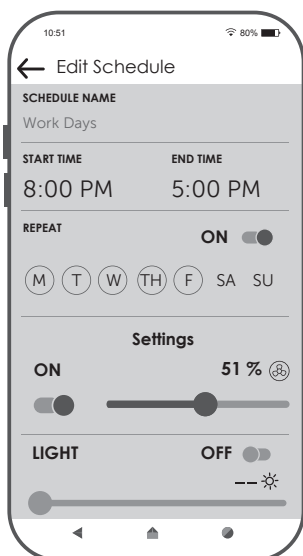 10:51 80%
Edit Schedule
SCHEDULE NAME
Work Days
START TIME END TIME
8:00 PM 5:00 PM
REPEAT
ON
M T W TH F SA SU
Settings
ON 51 %
LIGHT OFF
--